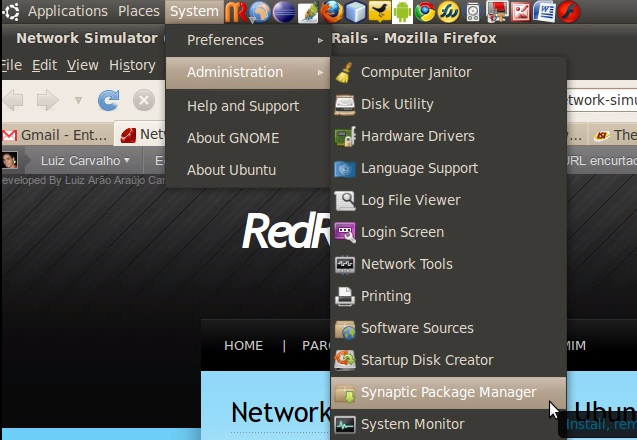 Applications Places System
Network Simulator Rails - Mozilla Firefox
File Edit View History
Preferences
Administration
Help and Support
About GNOME
About Ubuntu
Computer Janitor
Disk Utility
Hardware Drivers
Language Support
Log File Viewer
Login Screen
Network Tools
Printing
Software Sources
Startup Disk Creator
Synaptic Package Manager
System Monitor
etwork-simu
Gmail - Ent... Netw The
Luiz Carvalho URL encurtad
eveloped By Luiz Arão Araújo Car
RedR
HOME | PARC MIM
Network Ubun
Install, rem